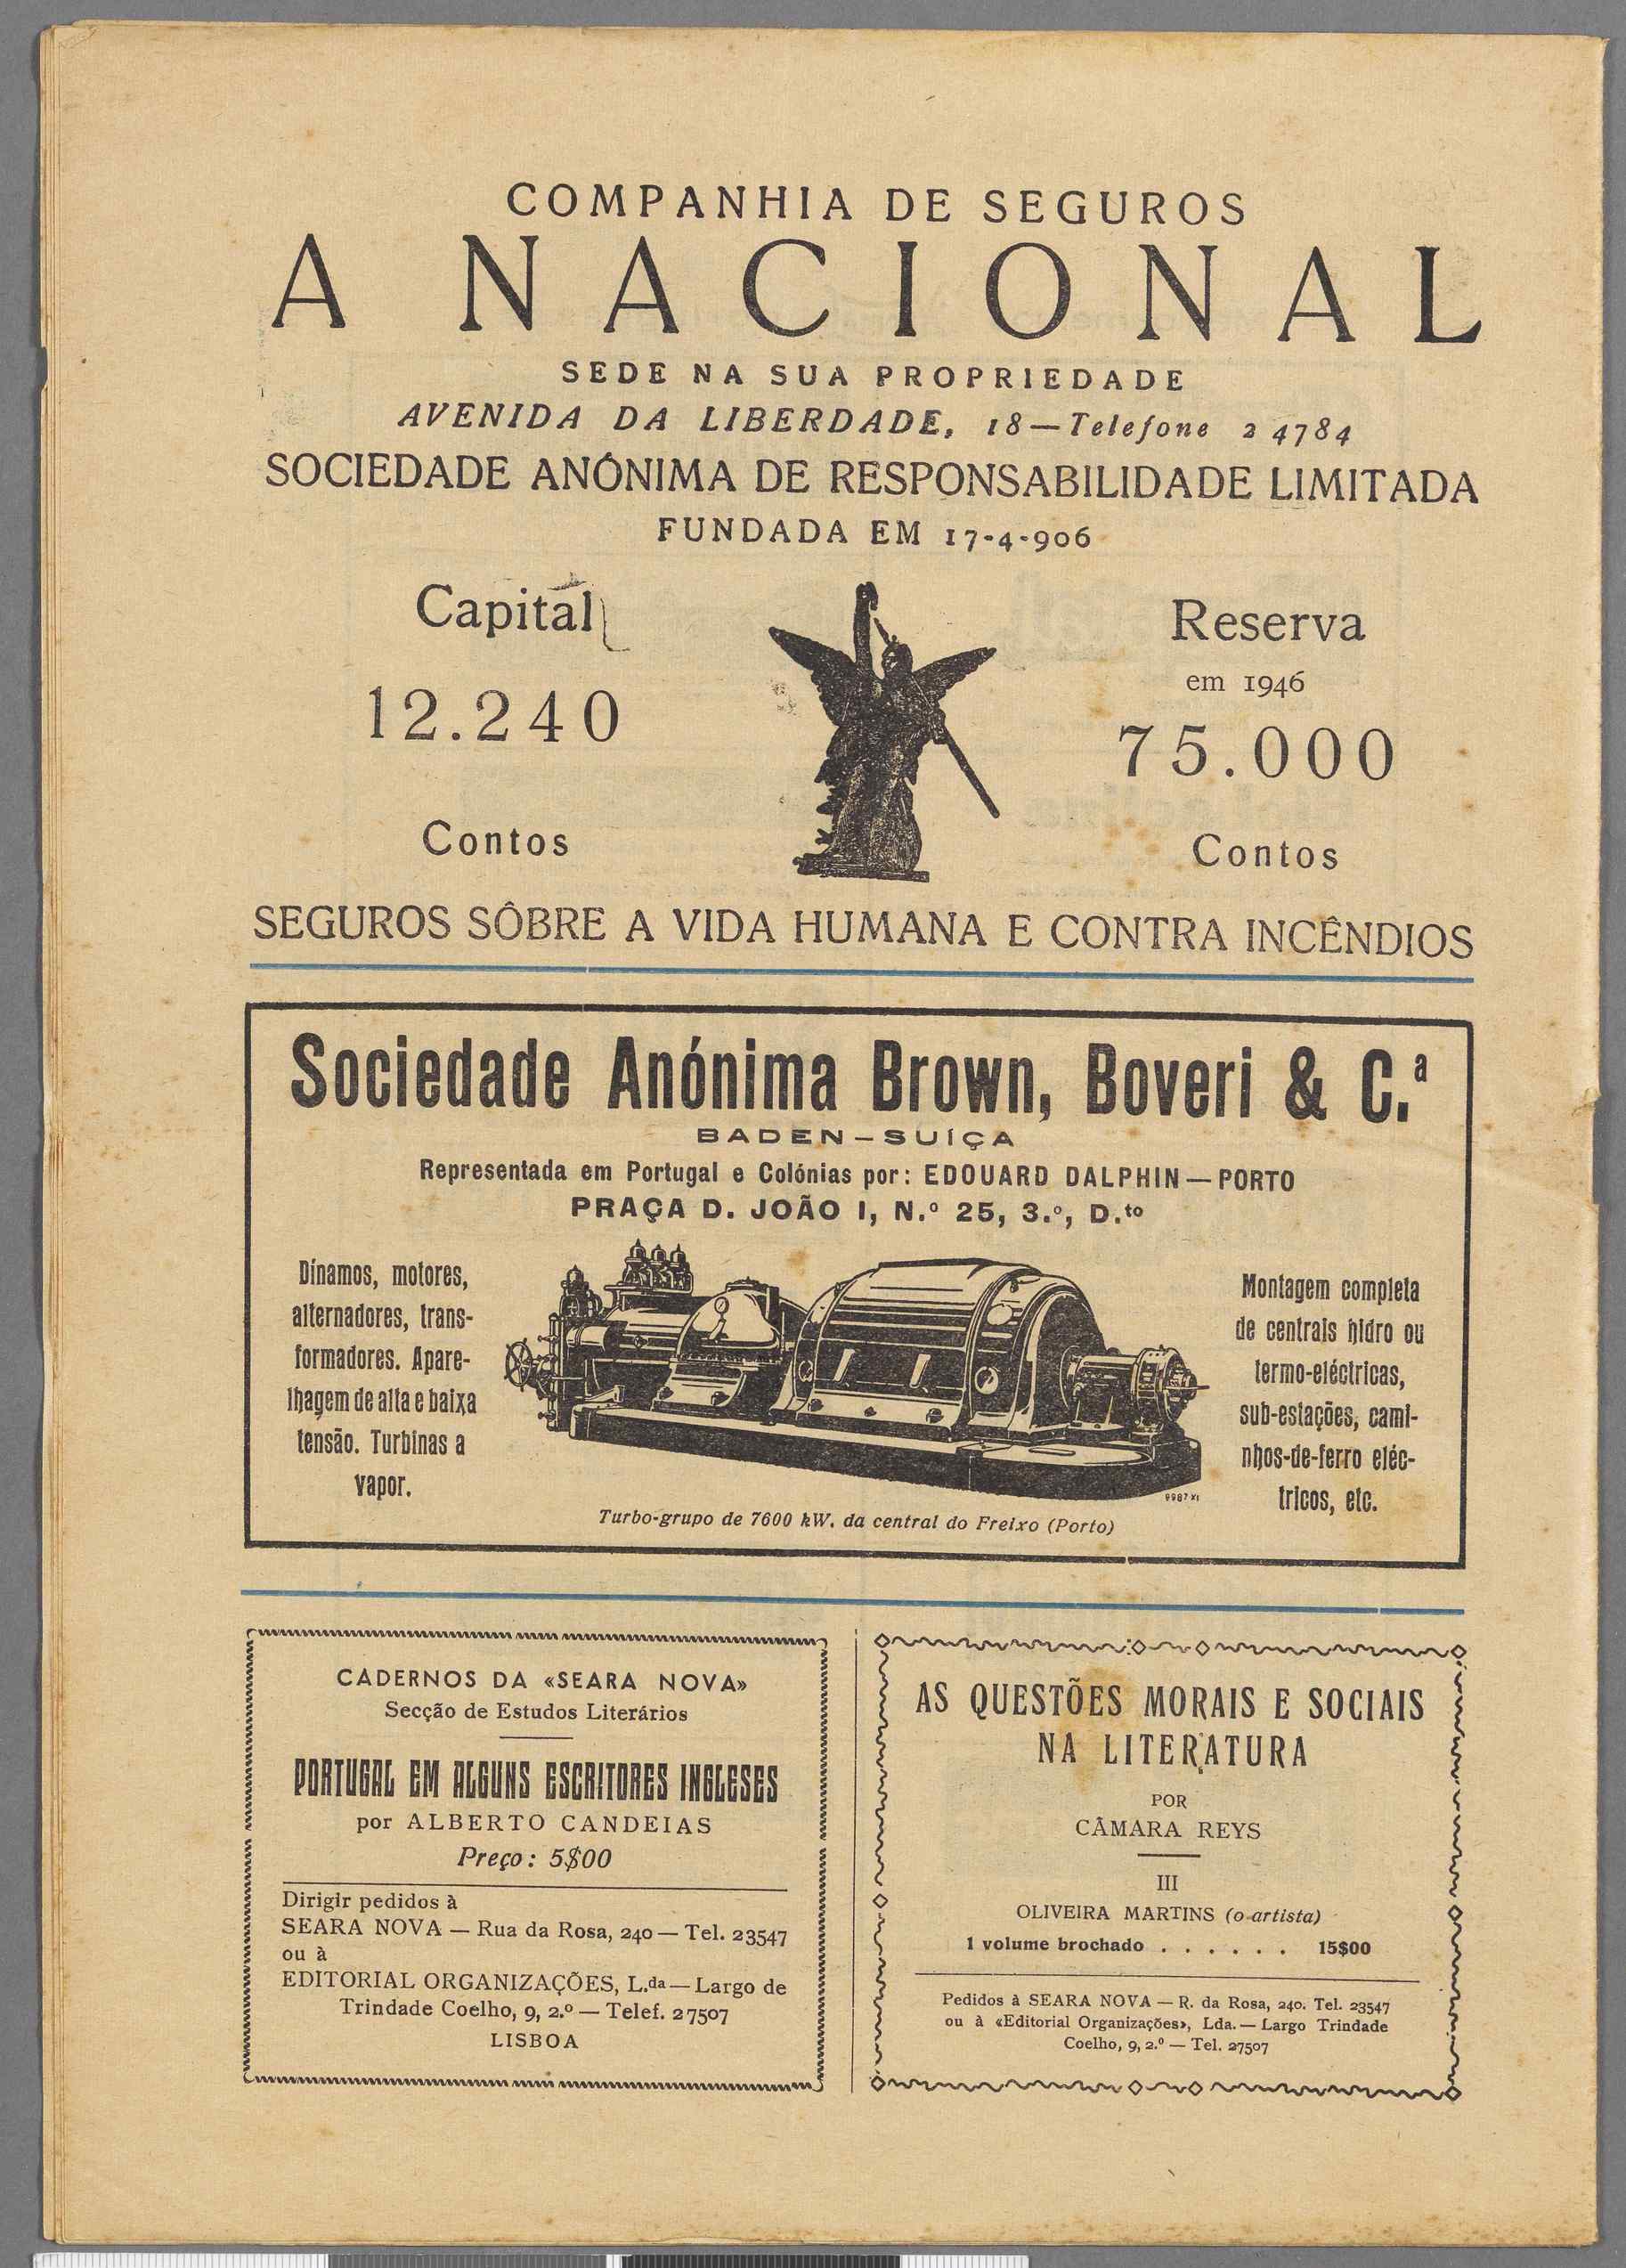 COMPANHIA DE SEGUROS
A NACIONAL
SEDE NA SUA PROPRIEDADE
AVENIDA DA LIBERDADE, 18—Telefone 2 4784
SOCIEDADE ANÓNIMA DE RESPONSABILIDADE LIMITADA
FUNDADA EM 17-4-906
Capital
12.240
Contos
Reserva
em 1946
75.000
Contos
SEGUROS SÔBRE A VIDA HUMANA E CONTRA INCÊNDIOS
Sociedade Anónima Brown, Boveri & C.ª
BADEN—SUÍÇA
Representada em Portugal e Colónias por: EDOUARD DALPHIN—PORTO
PRAÇA D. JOÃO I, N.º 25, 3.º, D.to
Dínamos, motores,
alternadores, trans-
formadores. Apare-
lhagem de alta e baixa
tensão. Turbinas a
vapor.
Montagem completa
de centrais hidro ou
termo-eléctricas,
sub-estações, cami-
nhos-de-ferro eléc-
tricos, etc.
9987 XI
Turbo-grupo de 7600 kW. da central do Freixo (Porto)
CADERNOS DA «SEARA NOVA»
Secção de Estudos Literários
PORTUGAL EM ALGUNS ESCRITORES INGLESES
por ALBERTO CANDEIAS
Preço: 5$00
Dirigir pedidos à
SEARA NOVA — Rua da Rosa, 240 — Tel. 23547
ou à
EDITORIAL ORGANIZAÇÕES, L.da — Largo de
Trindade Coelho, 9, 2.º — Telef. 27507
LISBOA
AS QUESTÕES MORAIS E SOCIAIS
NA LITERATURA
POR
CÂMARA REYS
III
OLIVEIRA MARTINS (o artista)
1 volume brochado . . . . . . 15$00
Pedidos à SEARA NOVA — R. da Rosa, 240. Tel. 23547
ou à «Editorial Organizações», Lda. — Largo Trindade
Coelho, 9, 2.º — Tel. 27507